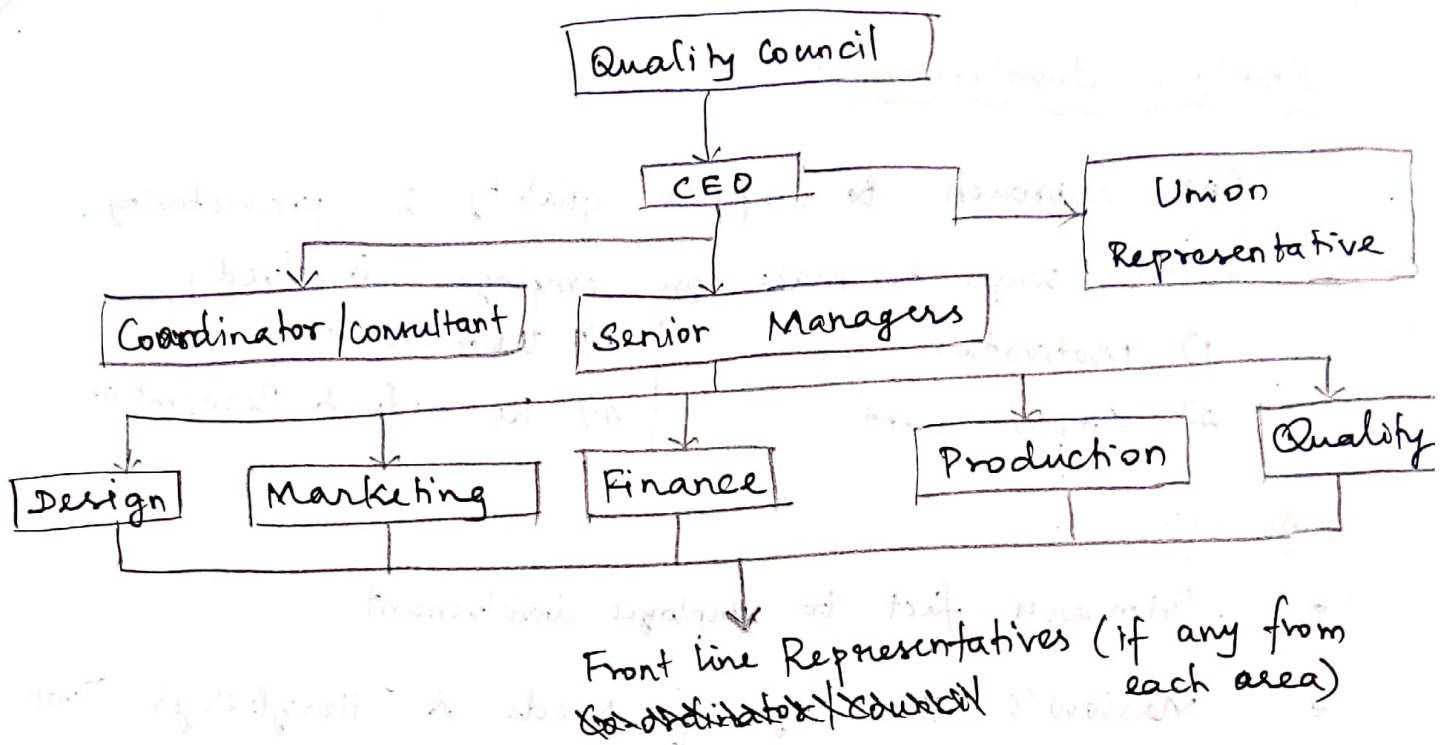 Quality Council
CEO
Union
Representative
Coordinator/consultant
Senior Managers
Design
Marketing
Finance
Production
Quality
Front line Representatives (if any from
each area)